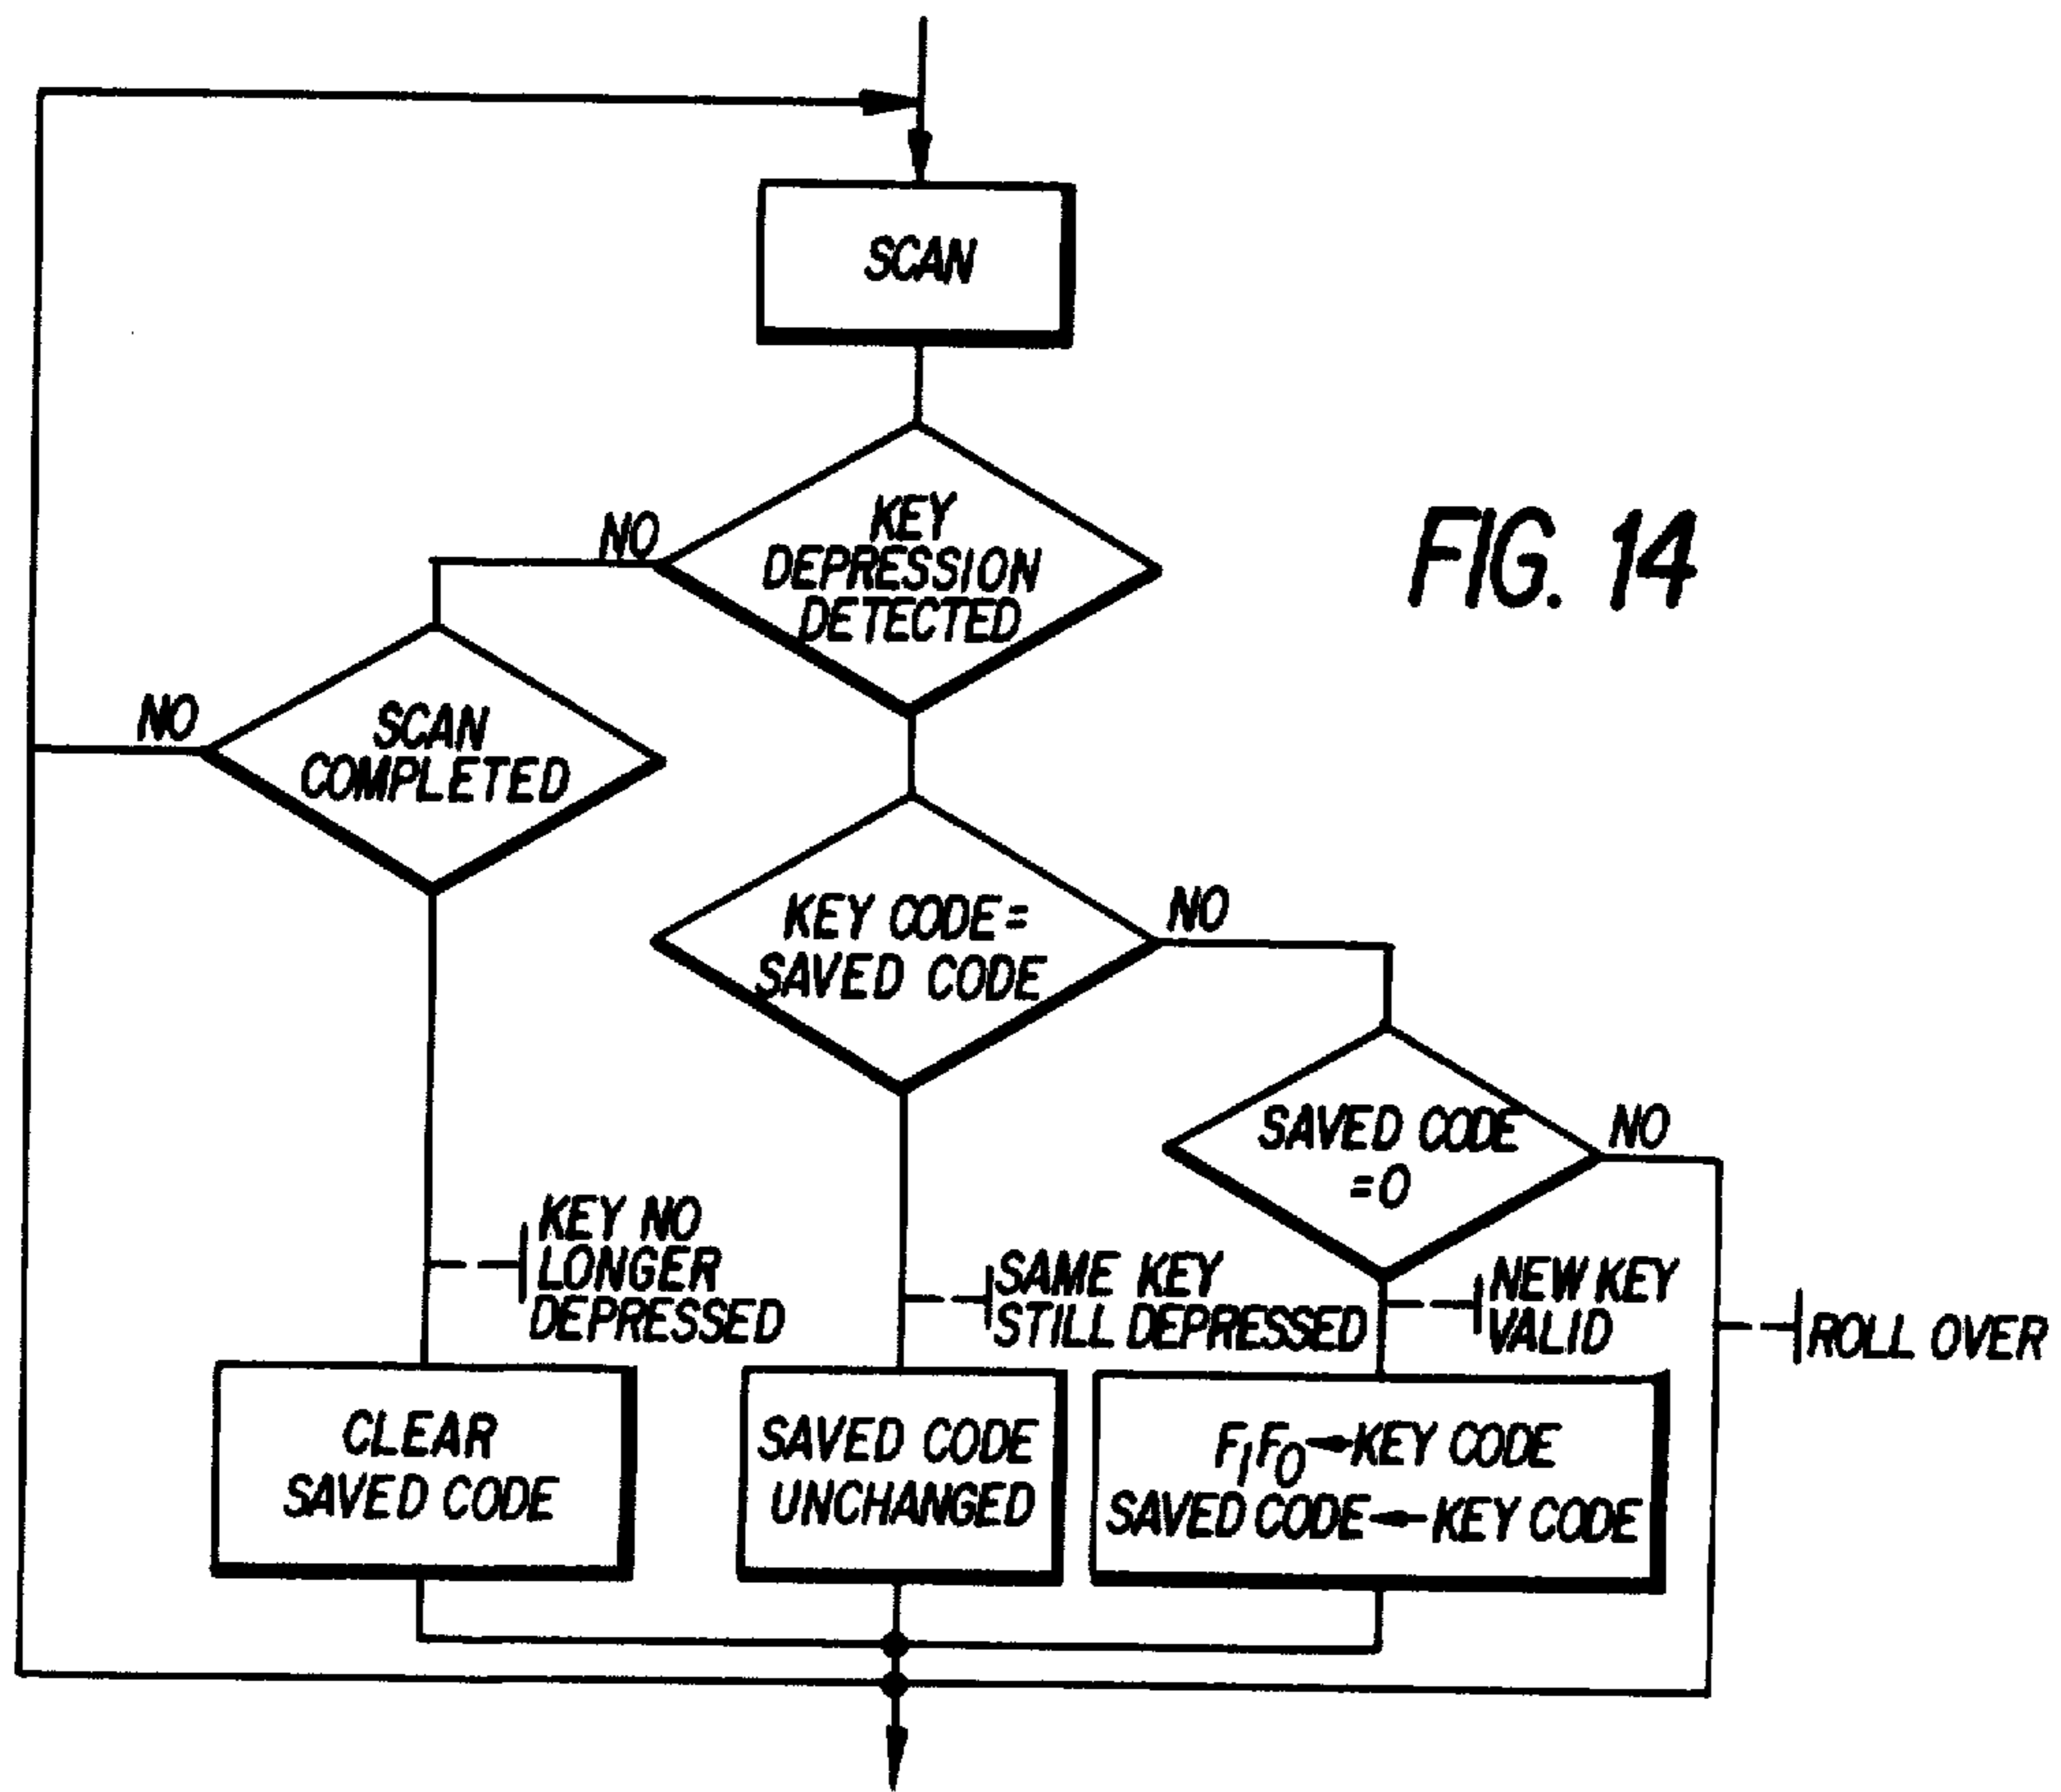 SCAN
KEY
DEPRESSION
DETECTED
NO
FIG. 14
SCAN
COMPLETED
NO
KEY CODE=
SAVED CODE
NO
SAVED CODE
=0
NO
KEY NO
LONGER
DEPRESSED
SAME KEY
STILL DEPRESSED
NEW KEY
VALID
ROLL OVER
CLEAR
SAVED CODE
SAVED CODE
UNCHANGED
F₁F₀←KEY CODE
SAVED CODE←KEY CODE